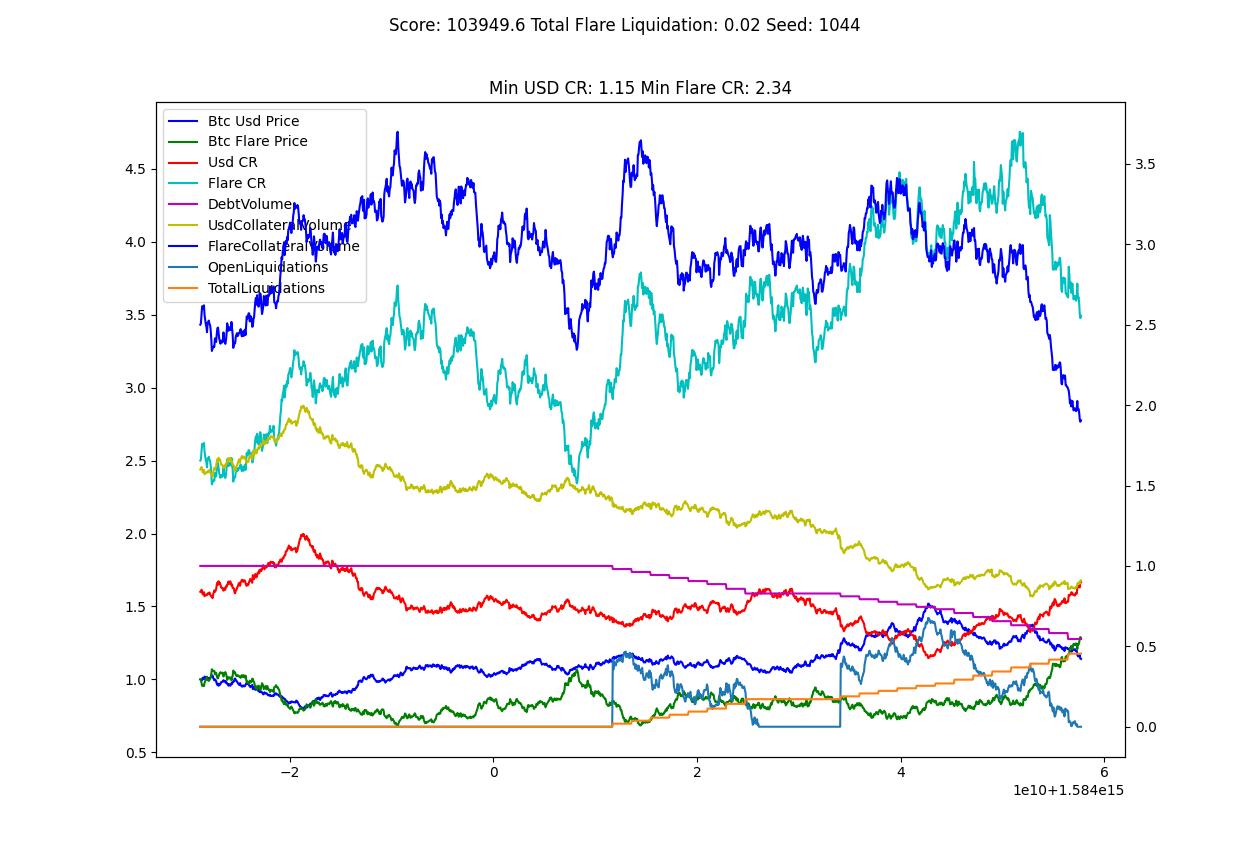 Score: 103949.6 Total Flare Liquidation: 0.02 Seed: 1044
Min USD CR: 1.15 Min Flare CR: 2.34
Btc Usd Price
Btc Flare Price
Usd CR
Flare CR
DebtVolume
UsdCollateralVolume
FlareCollateralVolume
OpenLiquidations
TotalLiquidations
4.5
4.0
3.5
3.0
2.5
2.0
1.5
1.0
0.5
3.5
3.0
2.5
2.0
1.5
1.0
0.5
0.0
−2
0
2
4
6
1e10+1.584e15